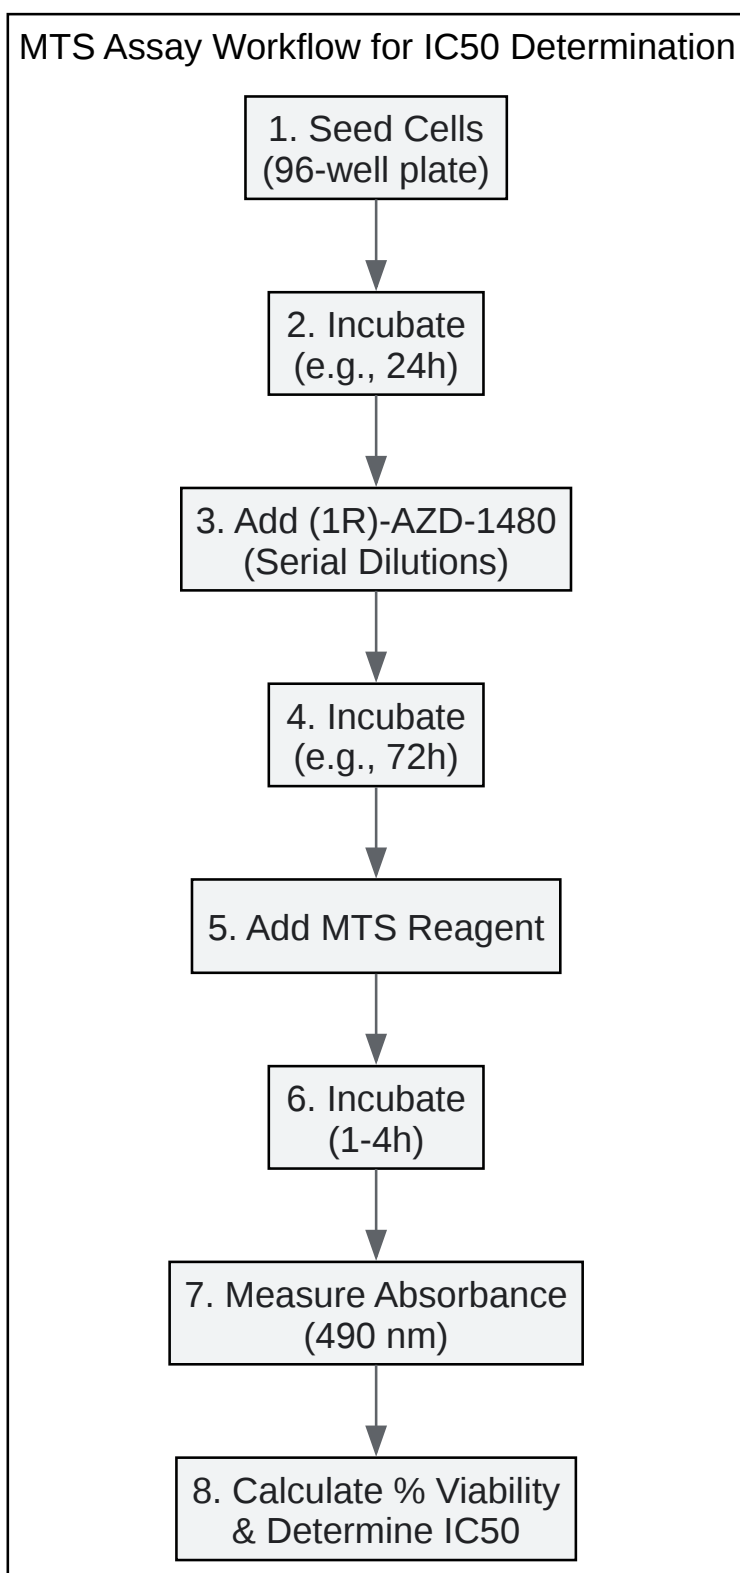 MTS Assay Workflow for IC50 Determination
1. Seed Cells
(96-well plate)
2. Incubate
(e.g., 24h)
3. Add (1R)-AZD-1480
(Serial Dilutions)
4. Incubate
(e.g., 72h)
5. Add MTS Reagent
6. Incubate
(1-4h)
7. Measure Absorbance
(490 nm)
8. Calculate % Viability
& Determine IC50